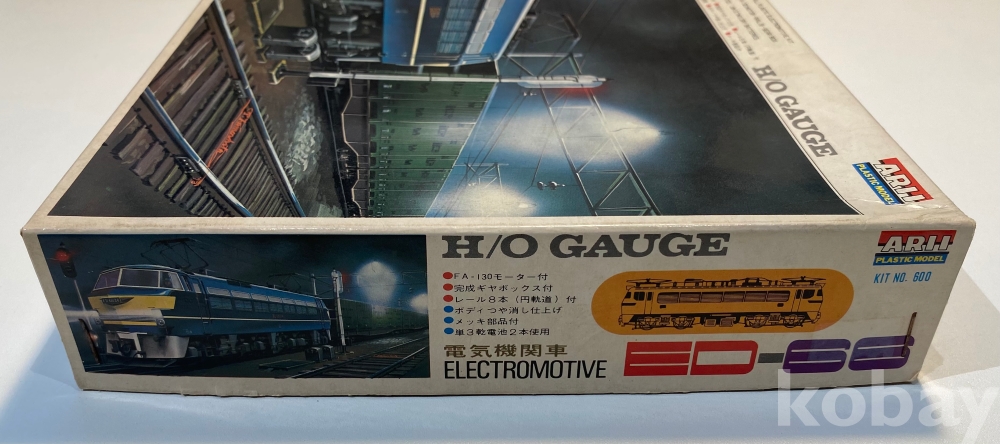 H/O GAUGE
ARII
PLASTIC MODEL
H/O GAUGE
FA-130モーター付
完成ギヤボックス付
レール8本(円軌道)付
ボディつや消し仕上げ
メッキ部品付
単3乾電池2本使用
電気機関車
ELECTROMOTIVE
ED-66
ARII
PLASTIC MODEL
KIT NO. 600
kobay